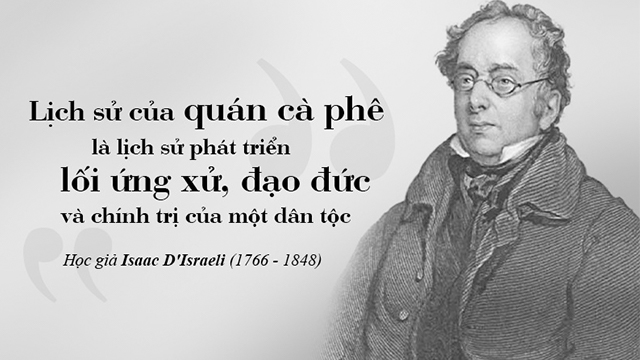 Lịch sử của quán cà phê
là lịch sử phát triển
lối ứng xử, đạo đức
và chính trị của một dân tộc
Học giả Isaac D'Israeli (1766 - 1848)